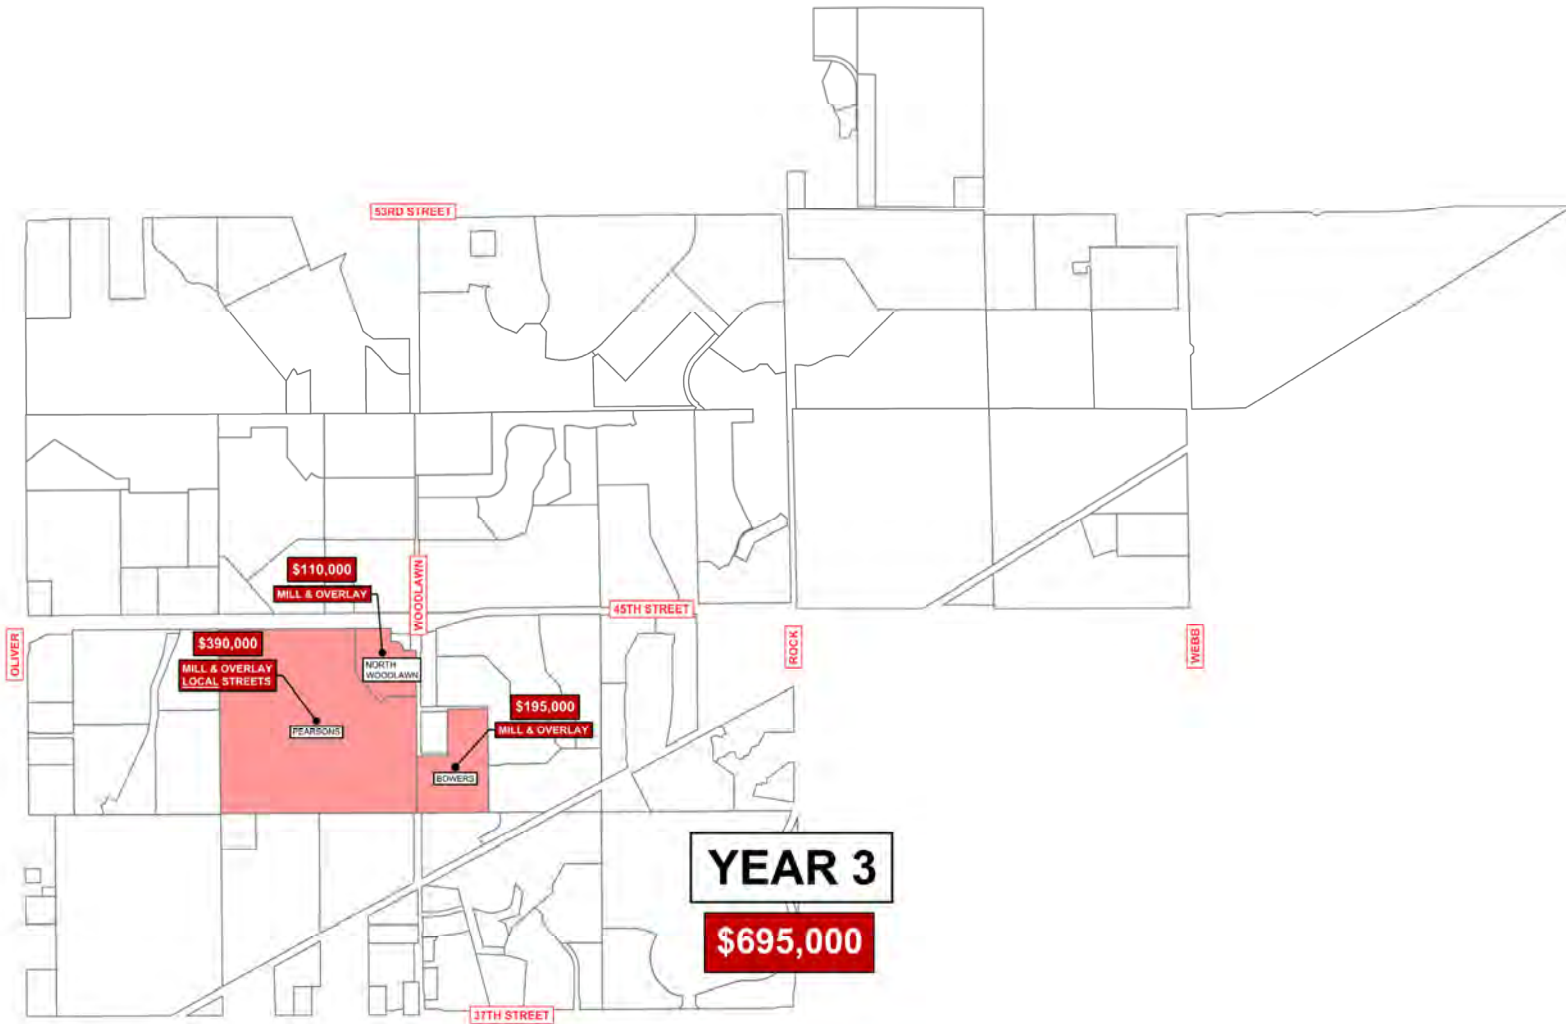 53RD STREET
$110,000
MILL & OVERLAY
WOODLAWN
45TH STREET
OLIVER
$390,000
MILL & OVERLAY
LOCAL STREETS
NORTH
WOODLAWN
ROCK
WEBB
$195,000
MILL & OVERLAY
PEARSONS
BOWERS
YEAR 3
$695,000
37TH STREET